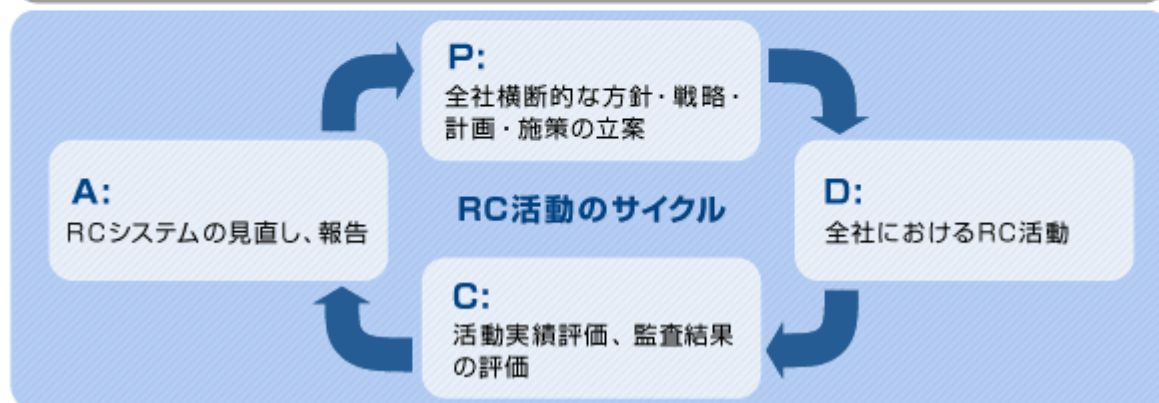 P:
全社横断的な方針・戦略・
計画・施策の立案
A:
RCシステムの見直し、報告
RC活動のサイクル
D:
全社におけるRC活動
C:
活動実績評価、監査結果
の評価